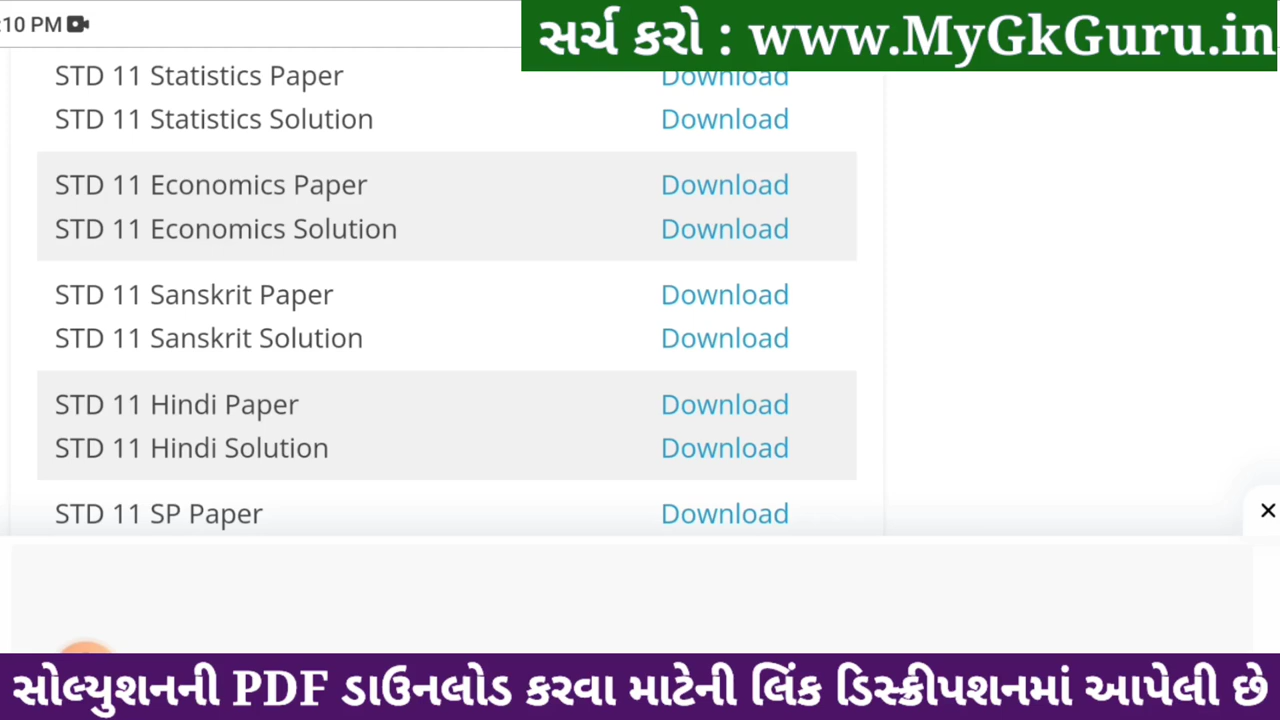 :10 PM
સર્ચ કરો : www.MyGkGuru.in
STD 11 Statistics Paper Download
STD 11 Statistics Solution Download
STD 11 Economics Paper Download
STD 11 Economics Solution Download
STD 11 Sanskrit Paper Download
STD 11 Sanskrit Solution Download
STD 11 Hindi Paper Download
STD 11 Hindi Solution Download
STD 11 SP Paper Download
સોલ્યુશનની PDF ડાઉનલોડ કરવા માટેની લિંક ડિસ્ક્રીપશનમાં આપેલી છે